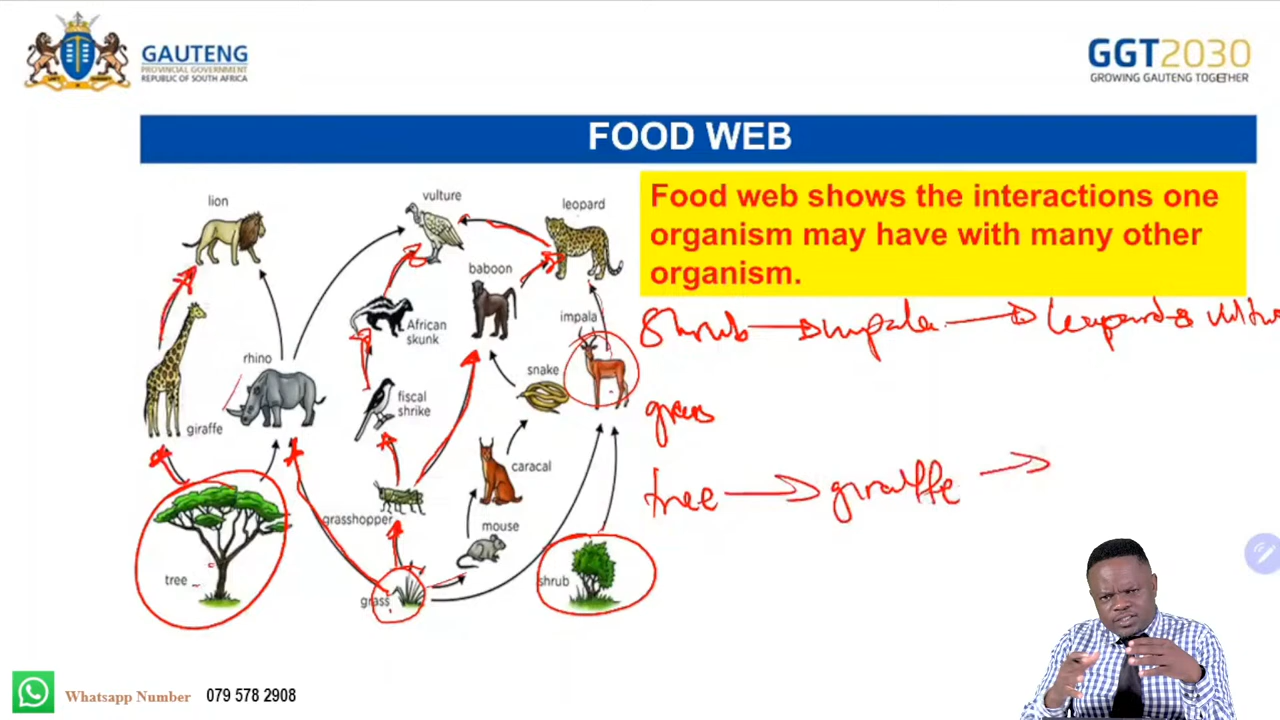 GAUTENG
PROVINCIAL GOVERNMENT
REPUBLIC OF SOUTH AFRICA
GGT2030
GROWING GAUTENG TOGETHER
FOOD WEB
Food web shows the interactions one
organism may have with many other
organism.
lion
vulture
leopard
baboon
African
skunk
impala
rhino
snake
fiscal
shrike
giraffe
caracal
grasshopper
mouse
tree
grass
shrub
Shrub → impala → leopard
grass
tree → giraffe →
Whatsapp Number 079 578 2908